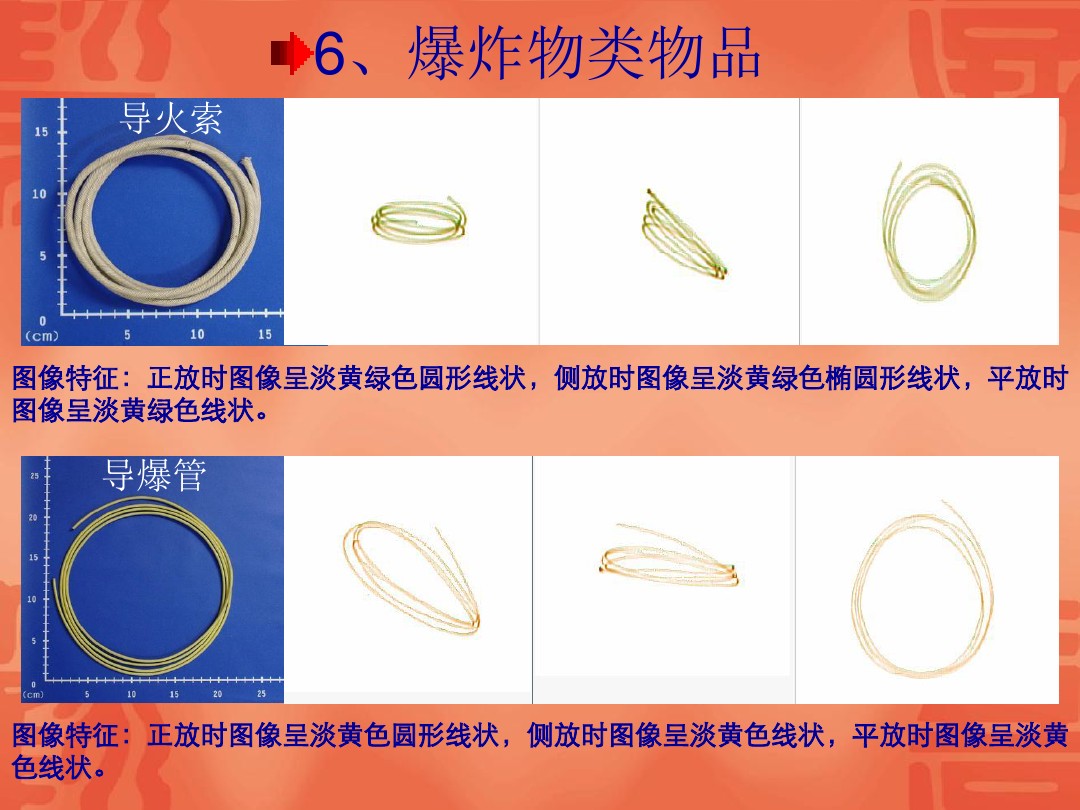 6、爆炸物类物品
导火索
15
10
5
0
(cm) 5 10 15
图像特征：正放时图像呈淡黄绿色圆形线状，侧放时图像呈淡黄绿色椭圆形线状，平放时
图像呈淡黄绿色线状。
导爆管
25
20
15
10
5
0
(cm) 5 10 15 20 25
图像特征：正放时图像呈淡黄色圆形线状，侧放时图像呈淡黄色线状，平放时图像呈淡黄
色线状。